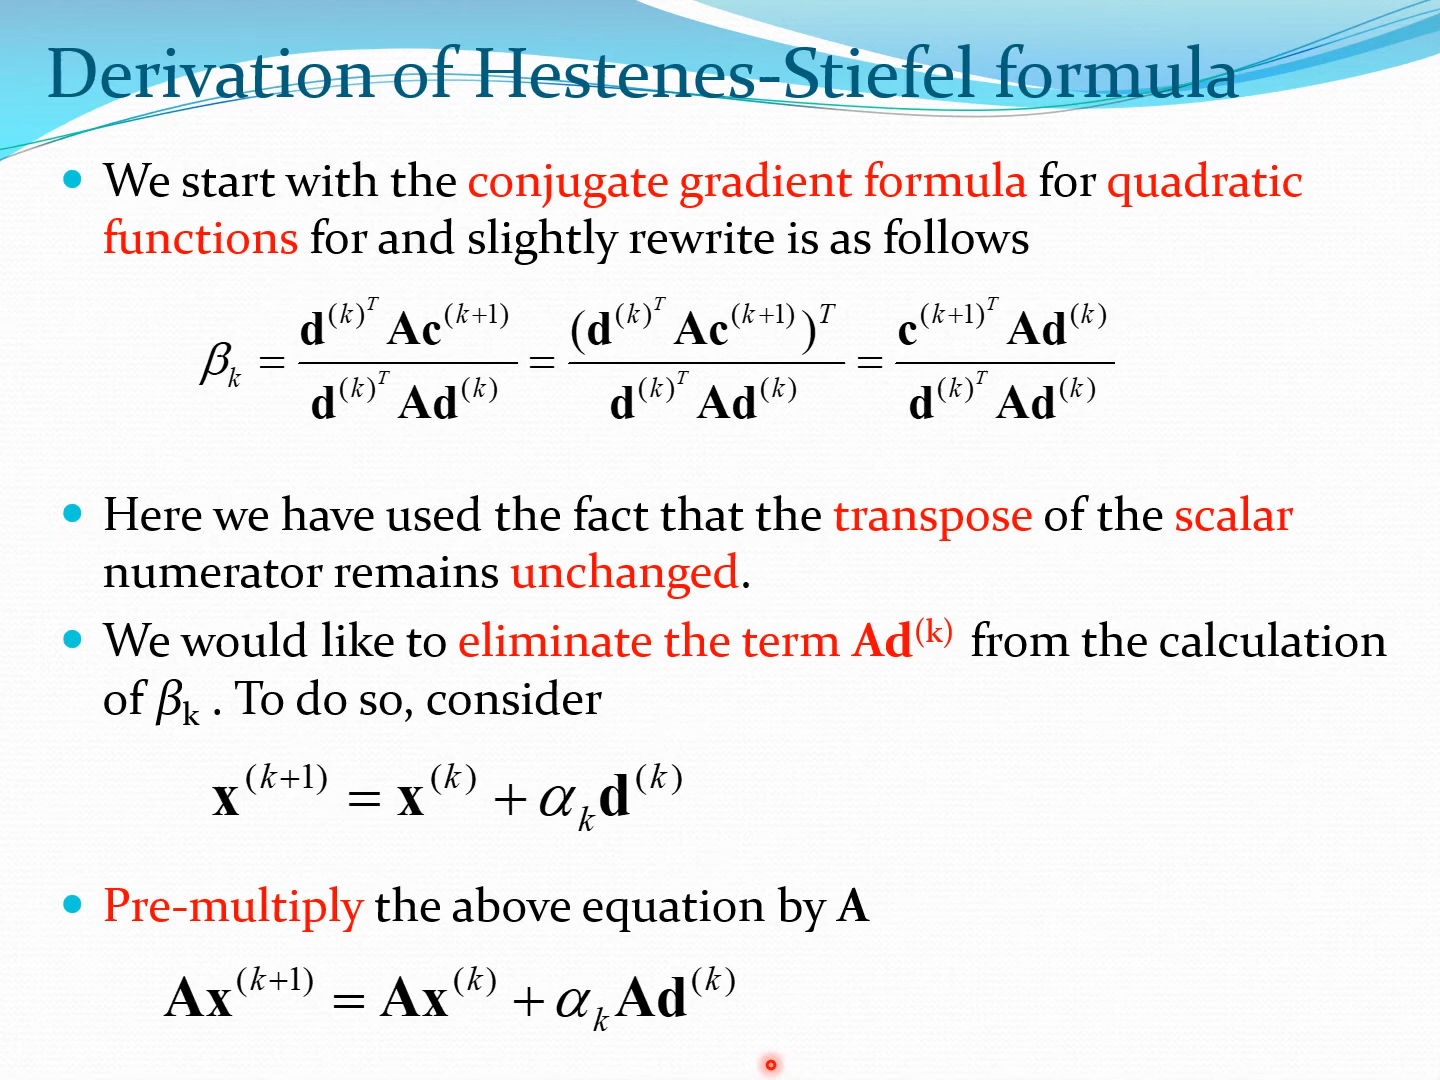 Derivation of Hestenes-Stiefel formula
• We start with the conjugate gradient formula for quadratic
functions for and slightly rewrite is as follows
β_k = d^{(k)^T} Ac^{(k+1)} / d^{(k)^T} Ad^{(k)} = (d^{(k)^T} Ac^{(k+1)})^T / d^{(k)^T} Ad^{(k)} = c^{(k+1)^T} Ad^{(k)} / d^{(k)^T} Ad^{(k)}
• Here we have used the fact that the transpose of the scalar
numerator remains unchanged.
• We would like to eliminate the term Ad^{(k)} from the calculation
of β_k . To do so, consider
x^{(k+1)} = x^{(k)} + α_k d^{(k)}
• Pre-multiply the above equation by A
Ax^{(k+1)} = Ax^{(k)} + α_k Ad^{(k)}